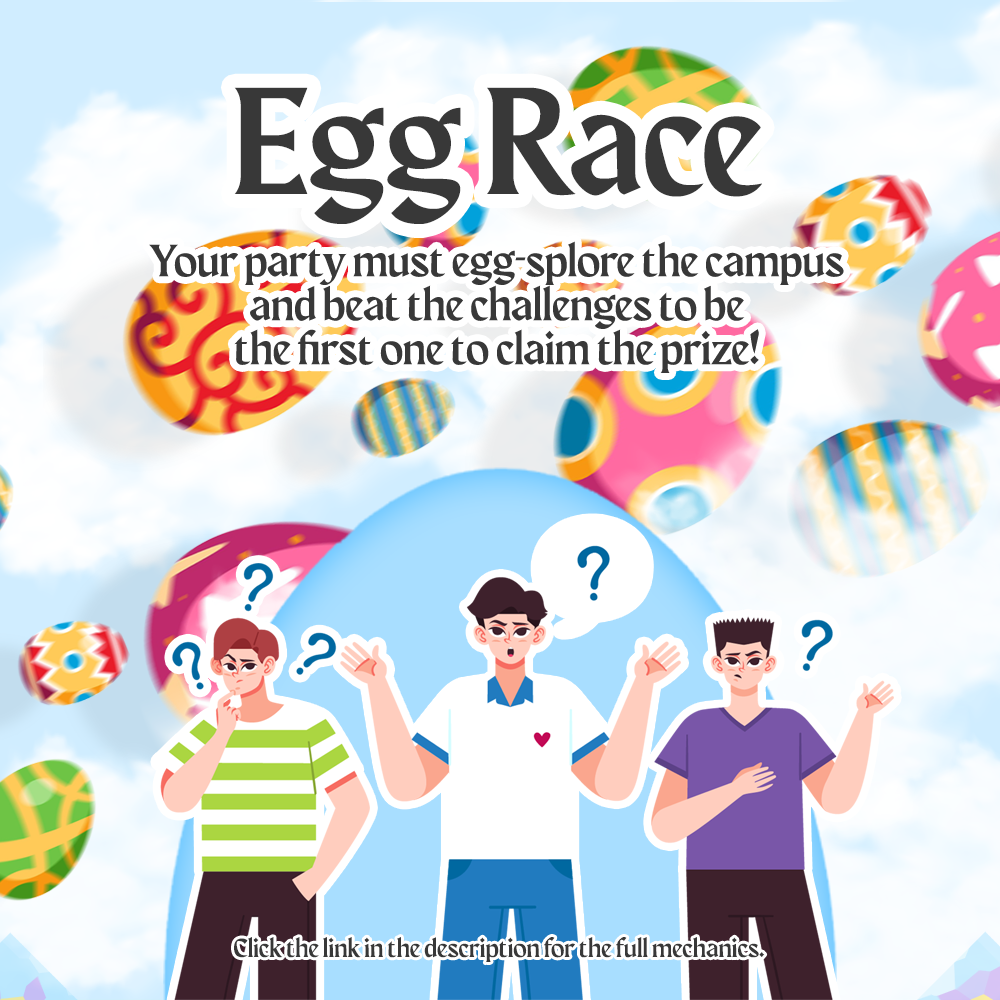 Egg Race
Your party must egg-splore the campus
and beat the challenges to be
the first one to claim the prize!
?
?
?
?
?
Click the link in the description for the full mechanics.